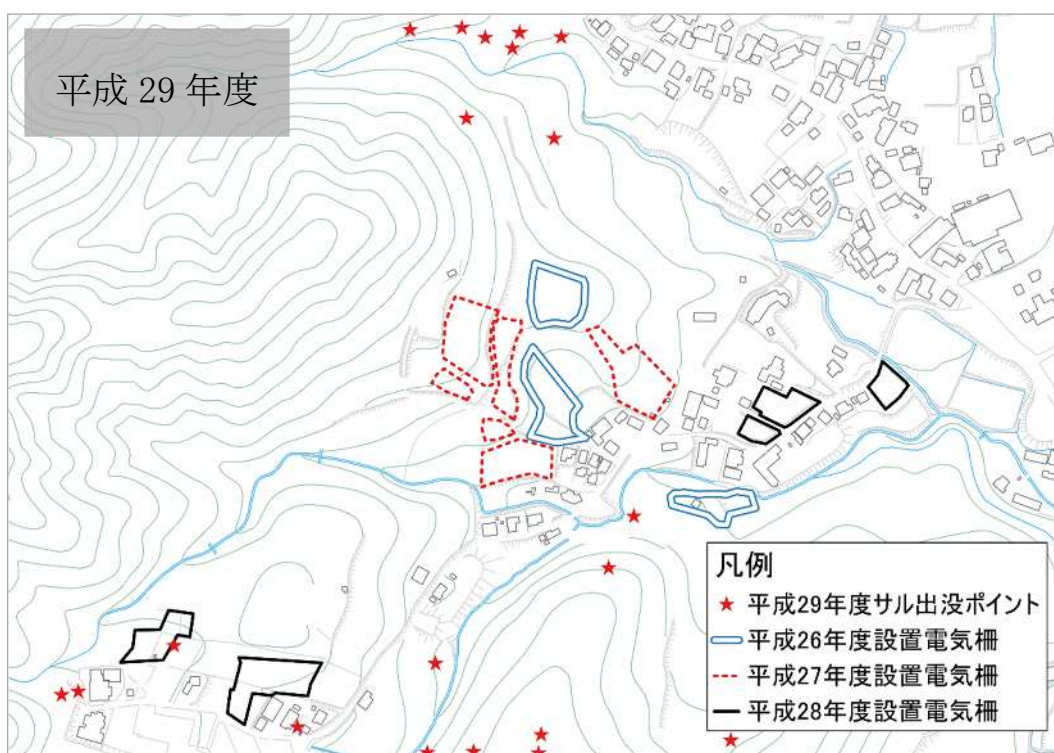 平成 29 年度
凡例
平成29年度サル出没ポイント
平成26年度設置電気柵
平成27年度設置電気柵
平成28年度設置電気柵